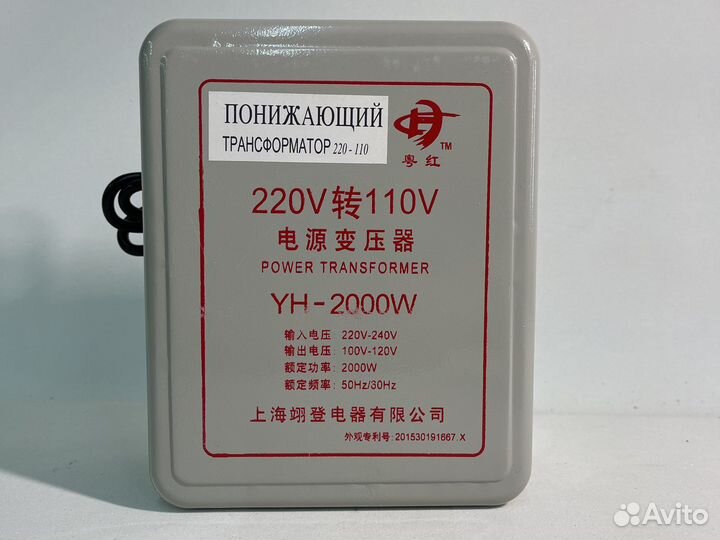 ПОНИЖАЮЩИЙ
ТРАНСФОРМАТОР 220 - 110
TM
粤红
220V转110V
电源变压器
POWER TRANSFORMER
YH-2000W
输入电压: 220V-240V
输出电压: 100V-120V
额定功率: 2000W
额定频率: 50Hz/80Hz
上海翊登电器有限公司
外观专利号: 201530191667.X
Avito